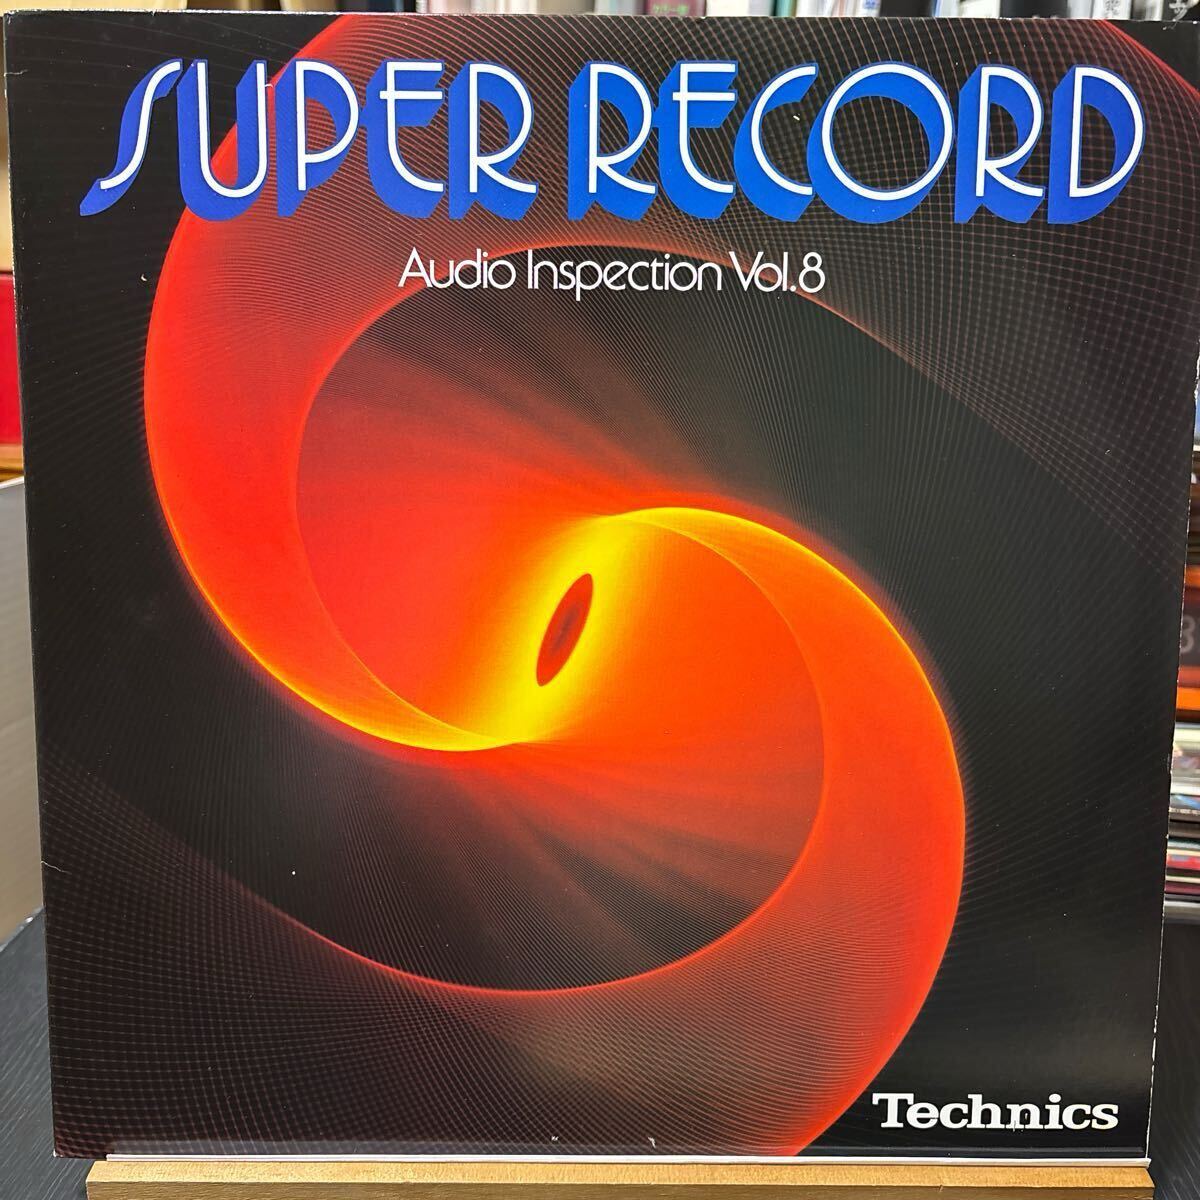 SUPER RECORD
Audio Inspection Vol.8
Technics